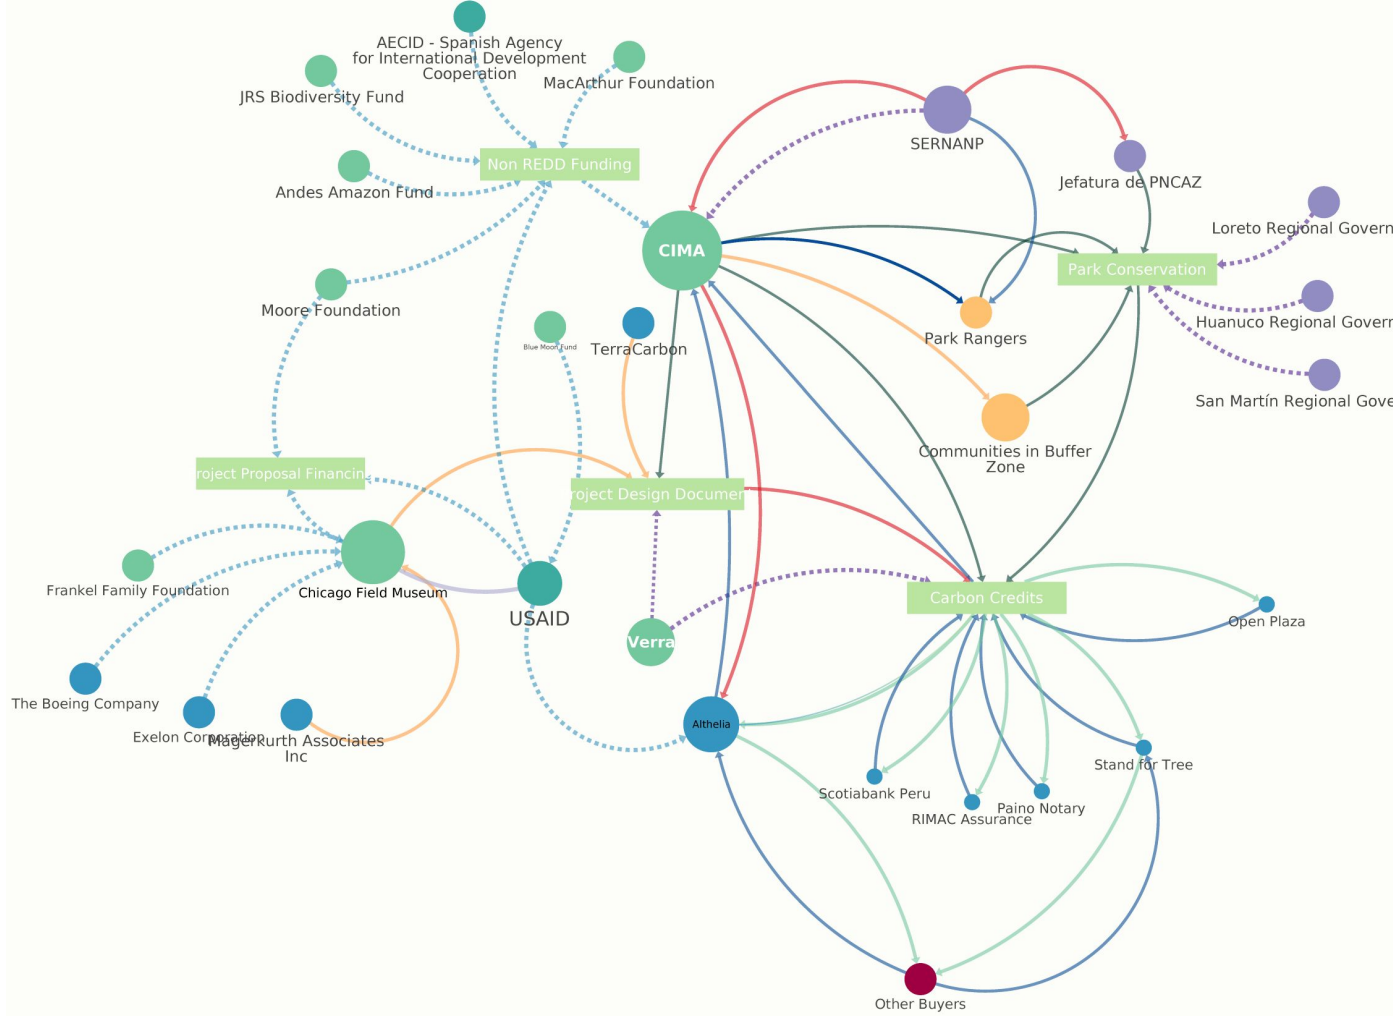 AECID - Spanish Agency
for International Development
Cooperation
MacArthur Foundation
JRS Biodiversity Fund
SERNANP
Non REDD Funding
Jefatura de PNCAZ
Andes Amazon Fund
Loreto Regional Govern
CIMA
Park Conservation
Moore Foundation
Huanuco Regional Govern
Park Rangers
Blue Moon Fund
TerraCarbon
San Martín Regional Gove
Communities in Buffer
Zone
roject Proposal Financin
roject Design Documen
Frankel Family Foundation
Chicago Field Museum
Carbon Credits
USAID
Open Plaza
Verra
The Boeing Company
Althelia
Exelon Corporation
Magerkurth Associates
Inc
Stand for Tree
Scotiabank Peru
Paino Notary
RIMAC Assurance
Other Buyers